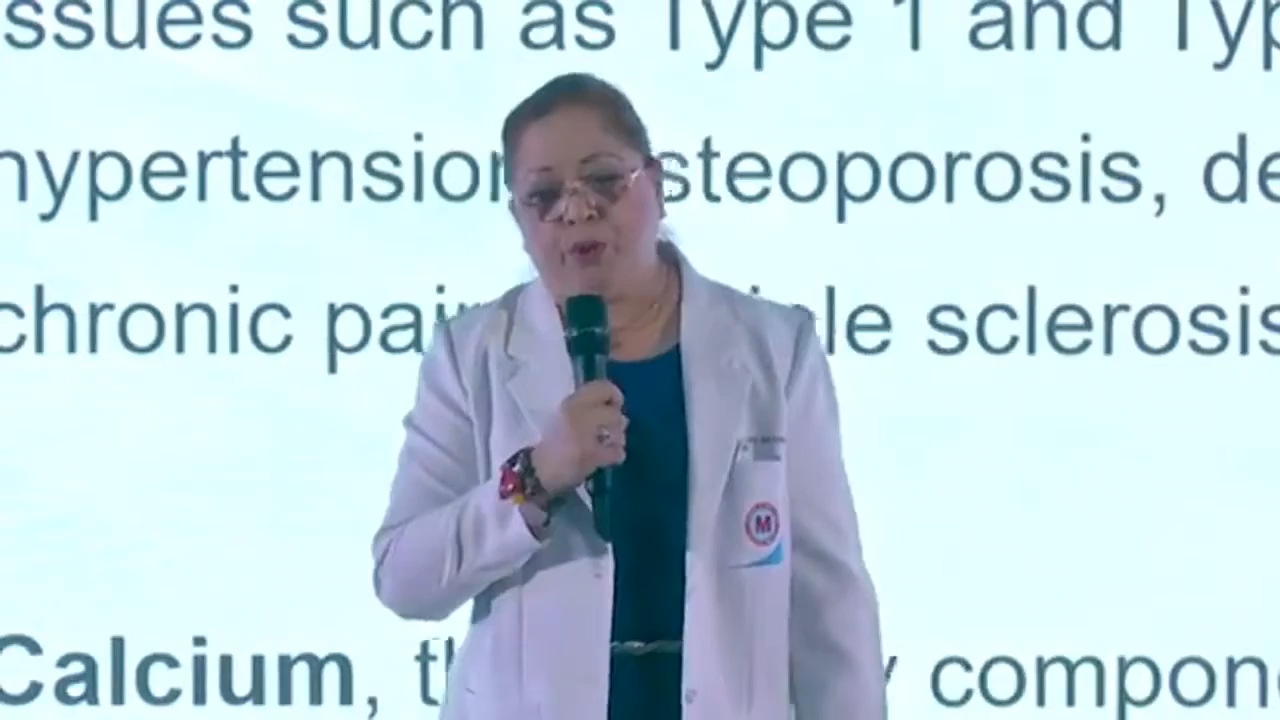 ssues such as Type 1 and Typ
hypertension steoporosis, de
chronic pai le sclerosis
Calcium, t y compon
M